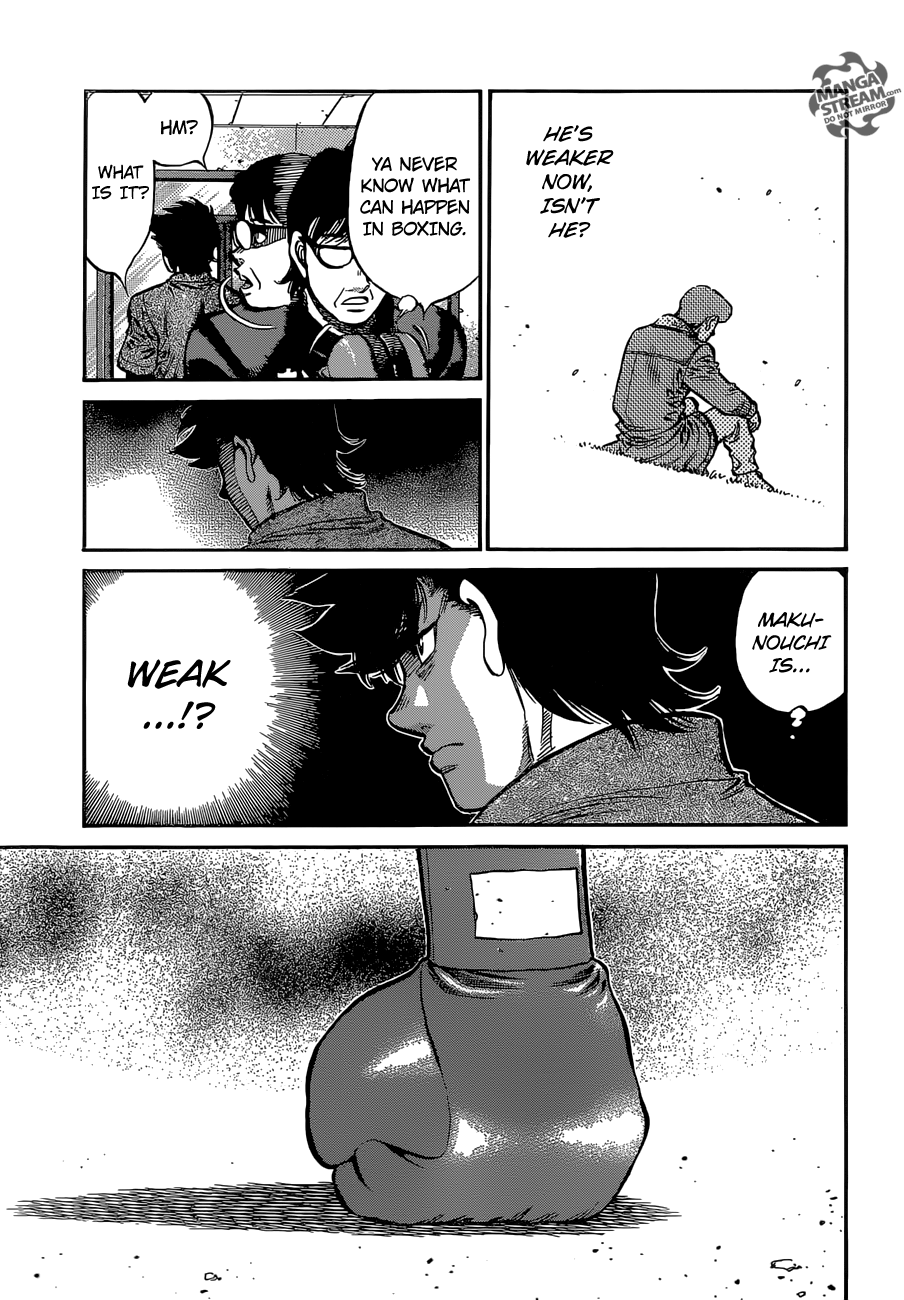 MANGA
STREAM.com
DO NOT MIRROR
HE'S
WEAKER
NOW,
ISN'T
HE?
YA NEVER
KNOW WHAT
CAN HAPPEN
IN BOXING.
HM?
WHAT
IS IT?
MAKU-
NOUCHI
IS...
WEAK
...!?